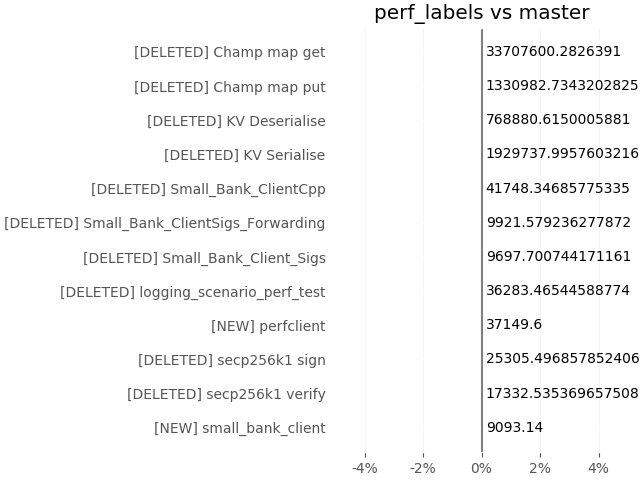 perf_labels vs master
[DELETED] Champ map get 33707600.2826391
[DELETED] Champ map put 1330982.7343202825
[DELETED] KV Deserialise 768880.6150005881
[DELETED] KV Serialise 1929737.9957603216
[DELETED] Small_Bank_ClientCpp 41748.34685775335
[DELETED] Small_Bank_ClientSigs_Forwarding 9921.579236277872
[DELETED] Small_Bank_Client_Sigs 9697.700744171161
[DELETED] logging_scenario_perf_test 36283.46544588774
[NEW] perfclient 37149.6
[DELETED] secp256k1 sign 25305.496857852406
[DELETED] secp256k1 verify 17332.535369657508
[NEW] small_bank_client 9093.14
-4% -2% 0% 2% 4%